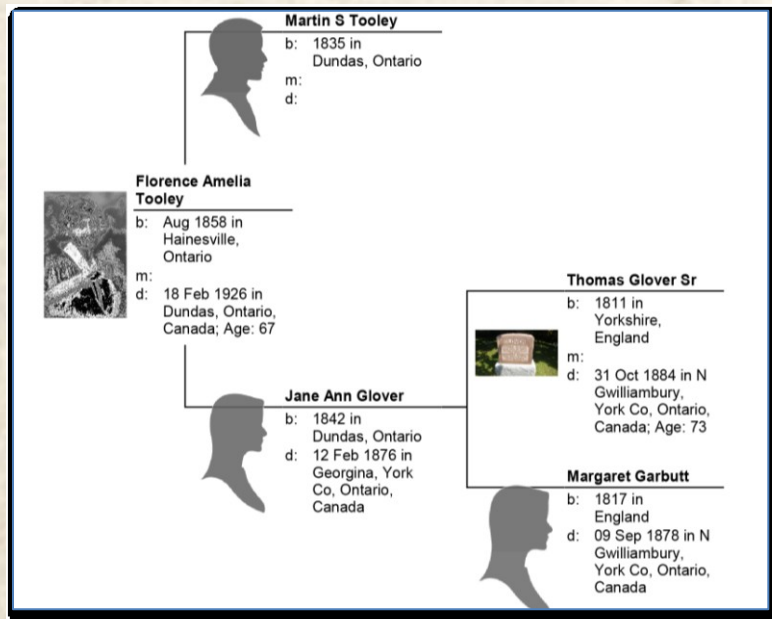 Martin S Tooley
b: 1835 in
Dundas, Ontario
m:
d:
Florence Amelia
Tooley
b: Aug 1858 in
Hainesville,
Ontario
m:
d: 18 Feb 1926 in
Dundas, Ontario,
Canada; Age: 67
Thomas Glover Sr
b: 1811 in
Yorkshire,
England
m:
d: 31 Oct 1884 in N
Gwilliambury,
York Co, Ontario,
Canada; Age: 73
Jane Ann Glover
b: 1842 in
Dundas, Ontario
d: 12 Feb 1876 in
Georgina, York
Co, Ontario,
Canada
Margaret Garbutt
b: 1817 in
England
d: 09 Sep 1878 in N
Gwilliambury,
York Co, Ontario,
Canada